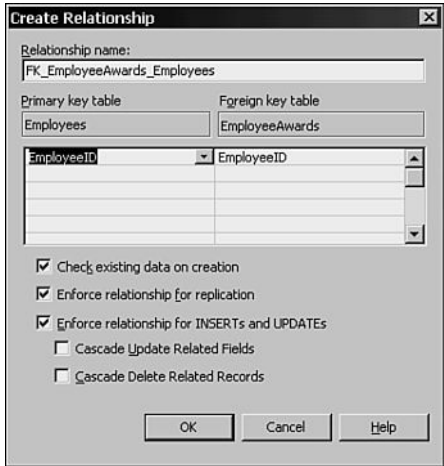 Create Relationship
Relationship name:
FK_EmployeeAwards_Employees
Primary key table Foreign key table
Employees EmployeeAwards
EmployeeID EmployeeID
Check existing data on creation
Enforce relationship for replication
Enforce relationship for INSERTs and UPDATEs
Cascade Update Related Fields
Cascade Delete Related Records
OK Cancel Help